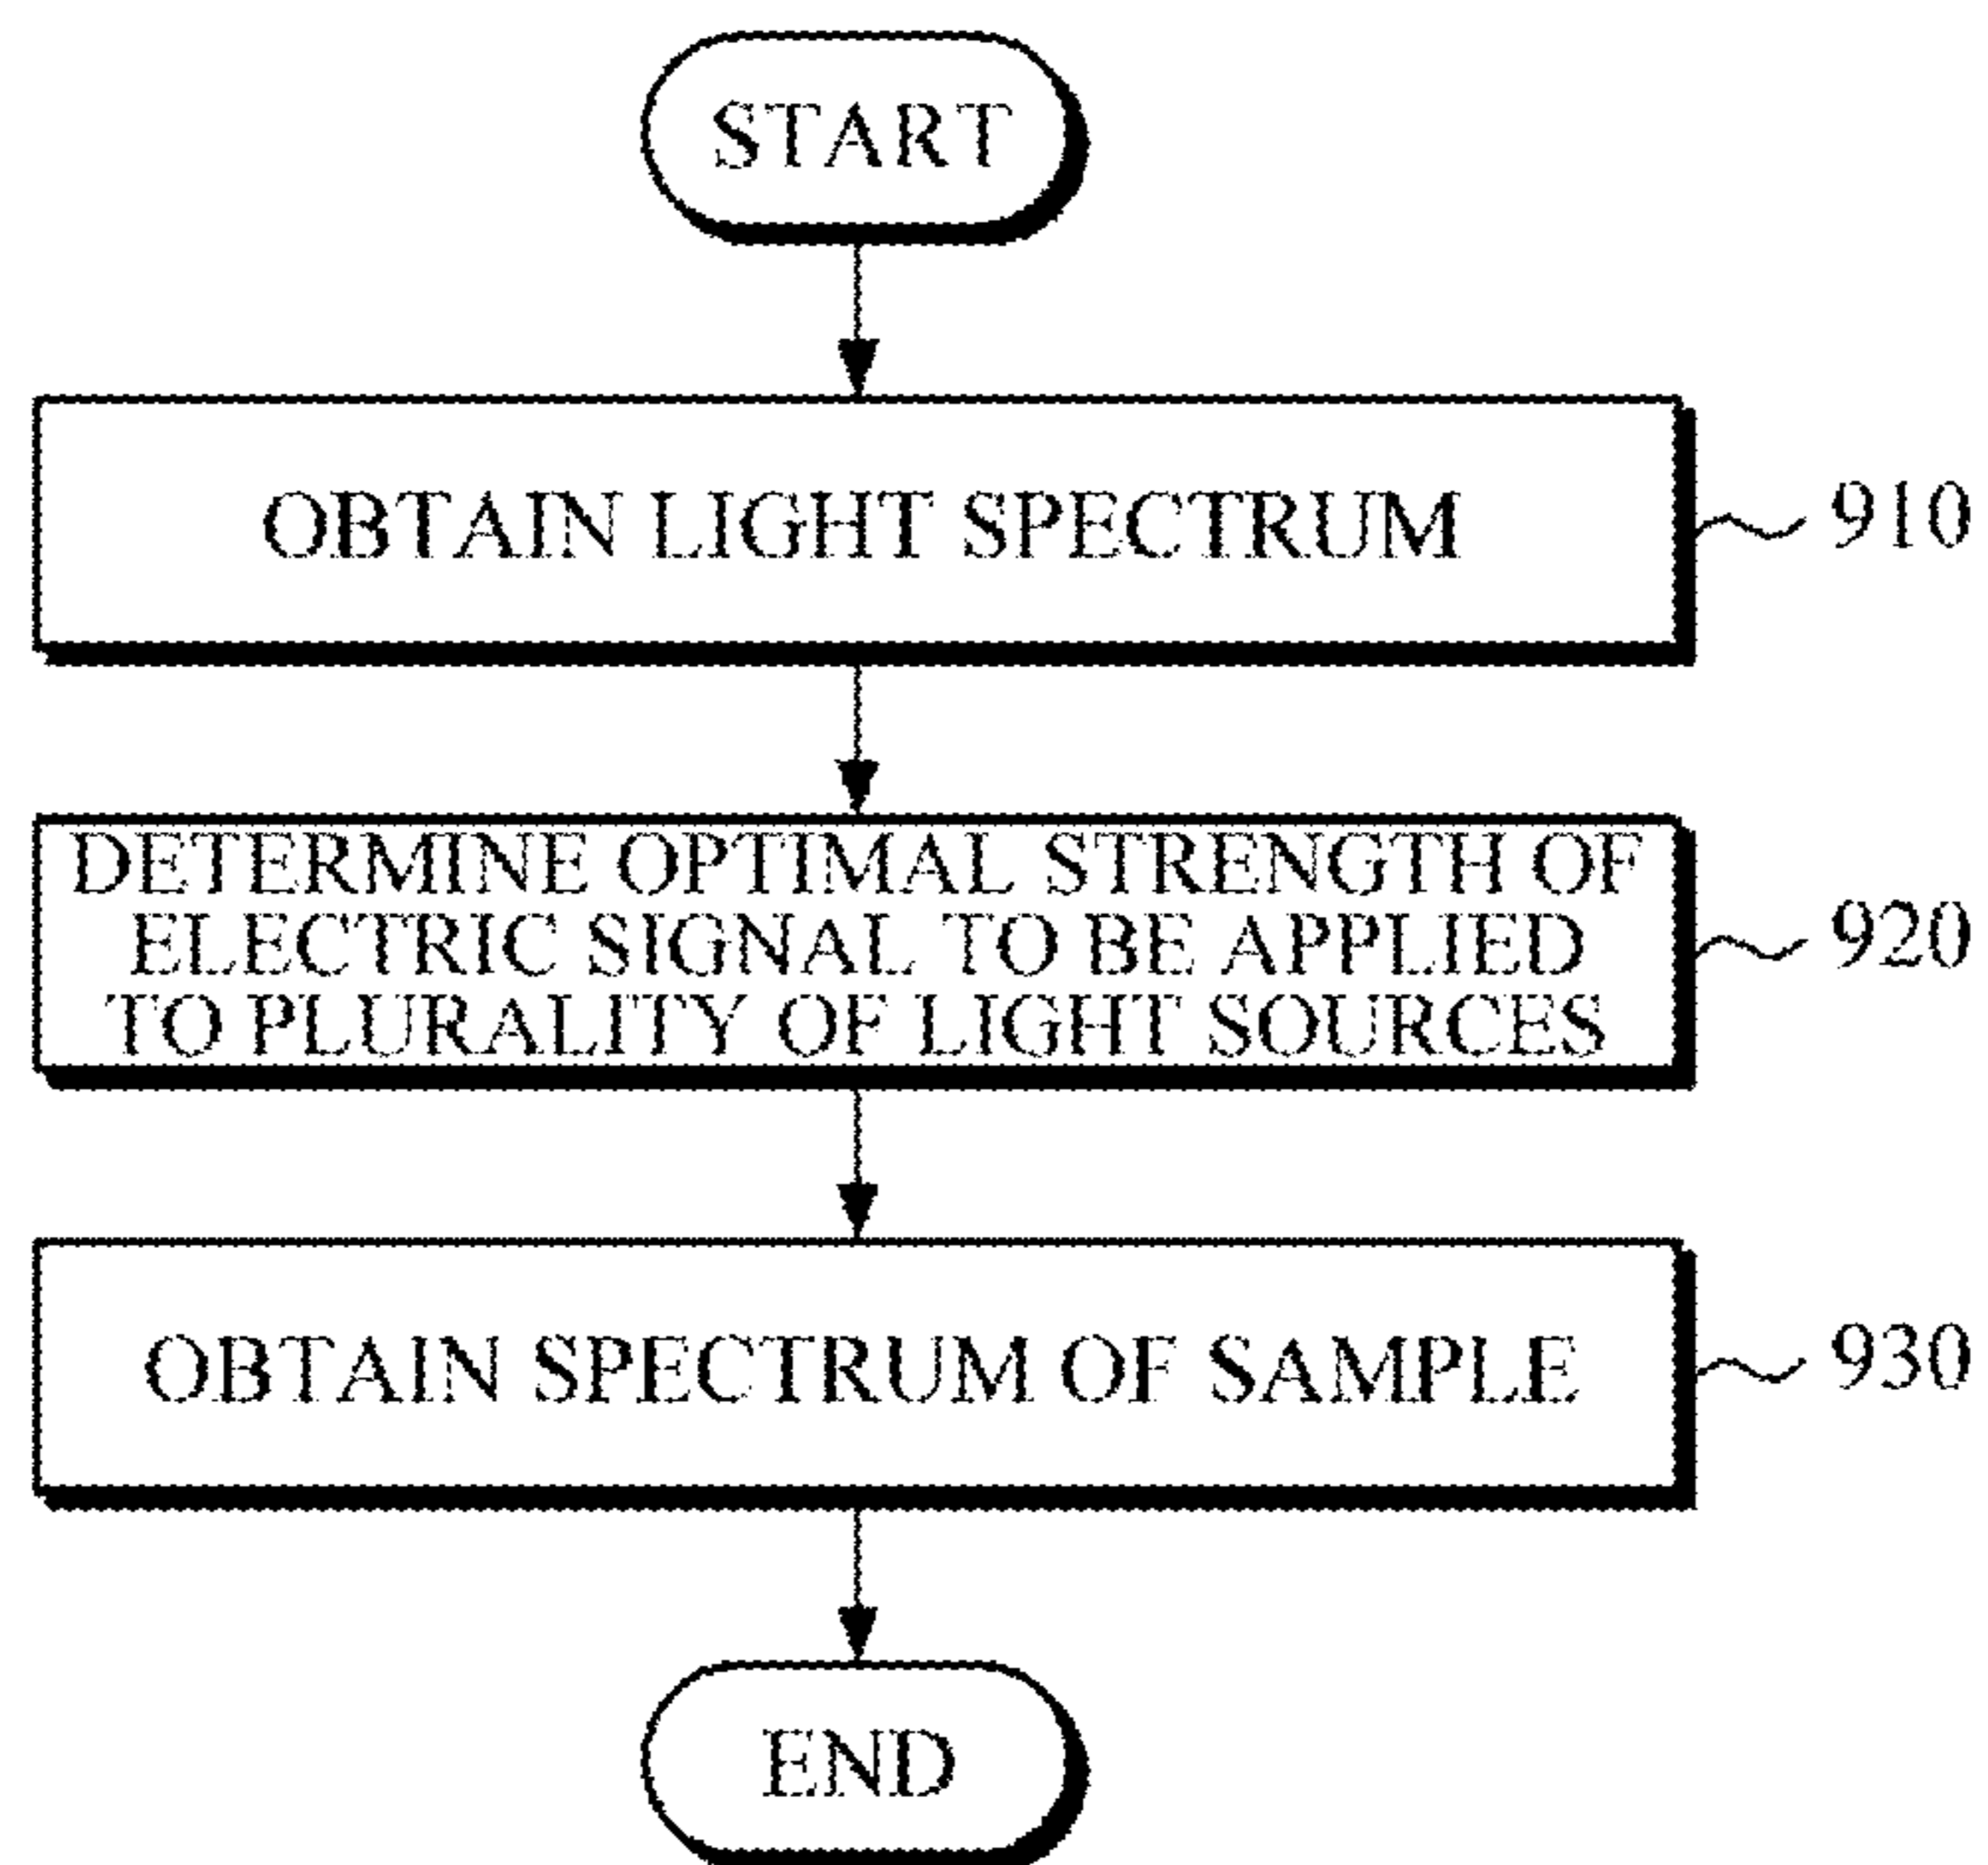 START
OBTAIN LIGHT SPECTRUM
910
DETERMINE OPTIMAL STRENGTH OF
ELECTRIC SIGNAL TO BE APPLIED
TO PLURALITY OF LIGHT SOURCES
920
OBTAIN SPECTRUM OF SAMPLE
930
END